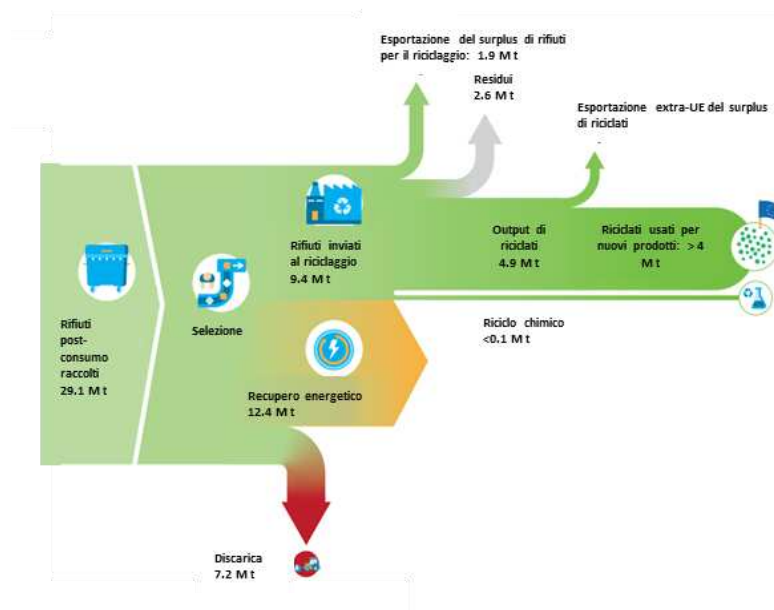 Esportazione del surplus di rifiuti
per il riciclaggio: 1.9 M t
Residui
2.6 M t
Esportazione extra-UE del surplus
di riciclati
Rifiuti inviati
al riciclaggio
9.4 M t
Output di
riciclati
4.9 M t
Riciclati usati per
nuovi prodotti: > 4
M t
Rifiuti
post-
consumo
raccolti
29.1 M t
Selezione
Riciclo chimico
<0.1 M t
Recupero energetico
12.4 M t
Discarica
7.2 M t